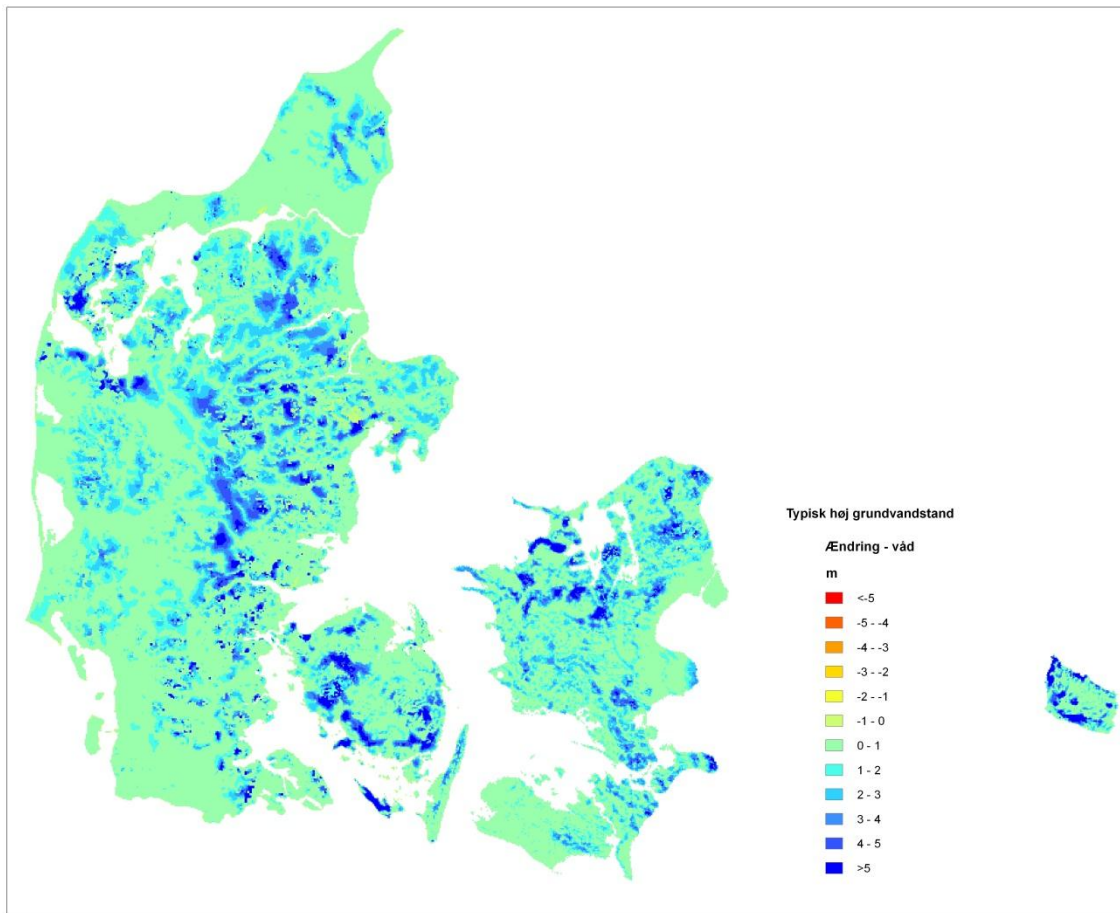 Typisk høj grundvandstand
Ændring - våd
m
<-5
-5 - -4
-4 - -3
-3 - -2
-2 - -1
-1 - 0
0 - 1
1 - 2
2 - 3
3 - 4
4 - 5
>5